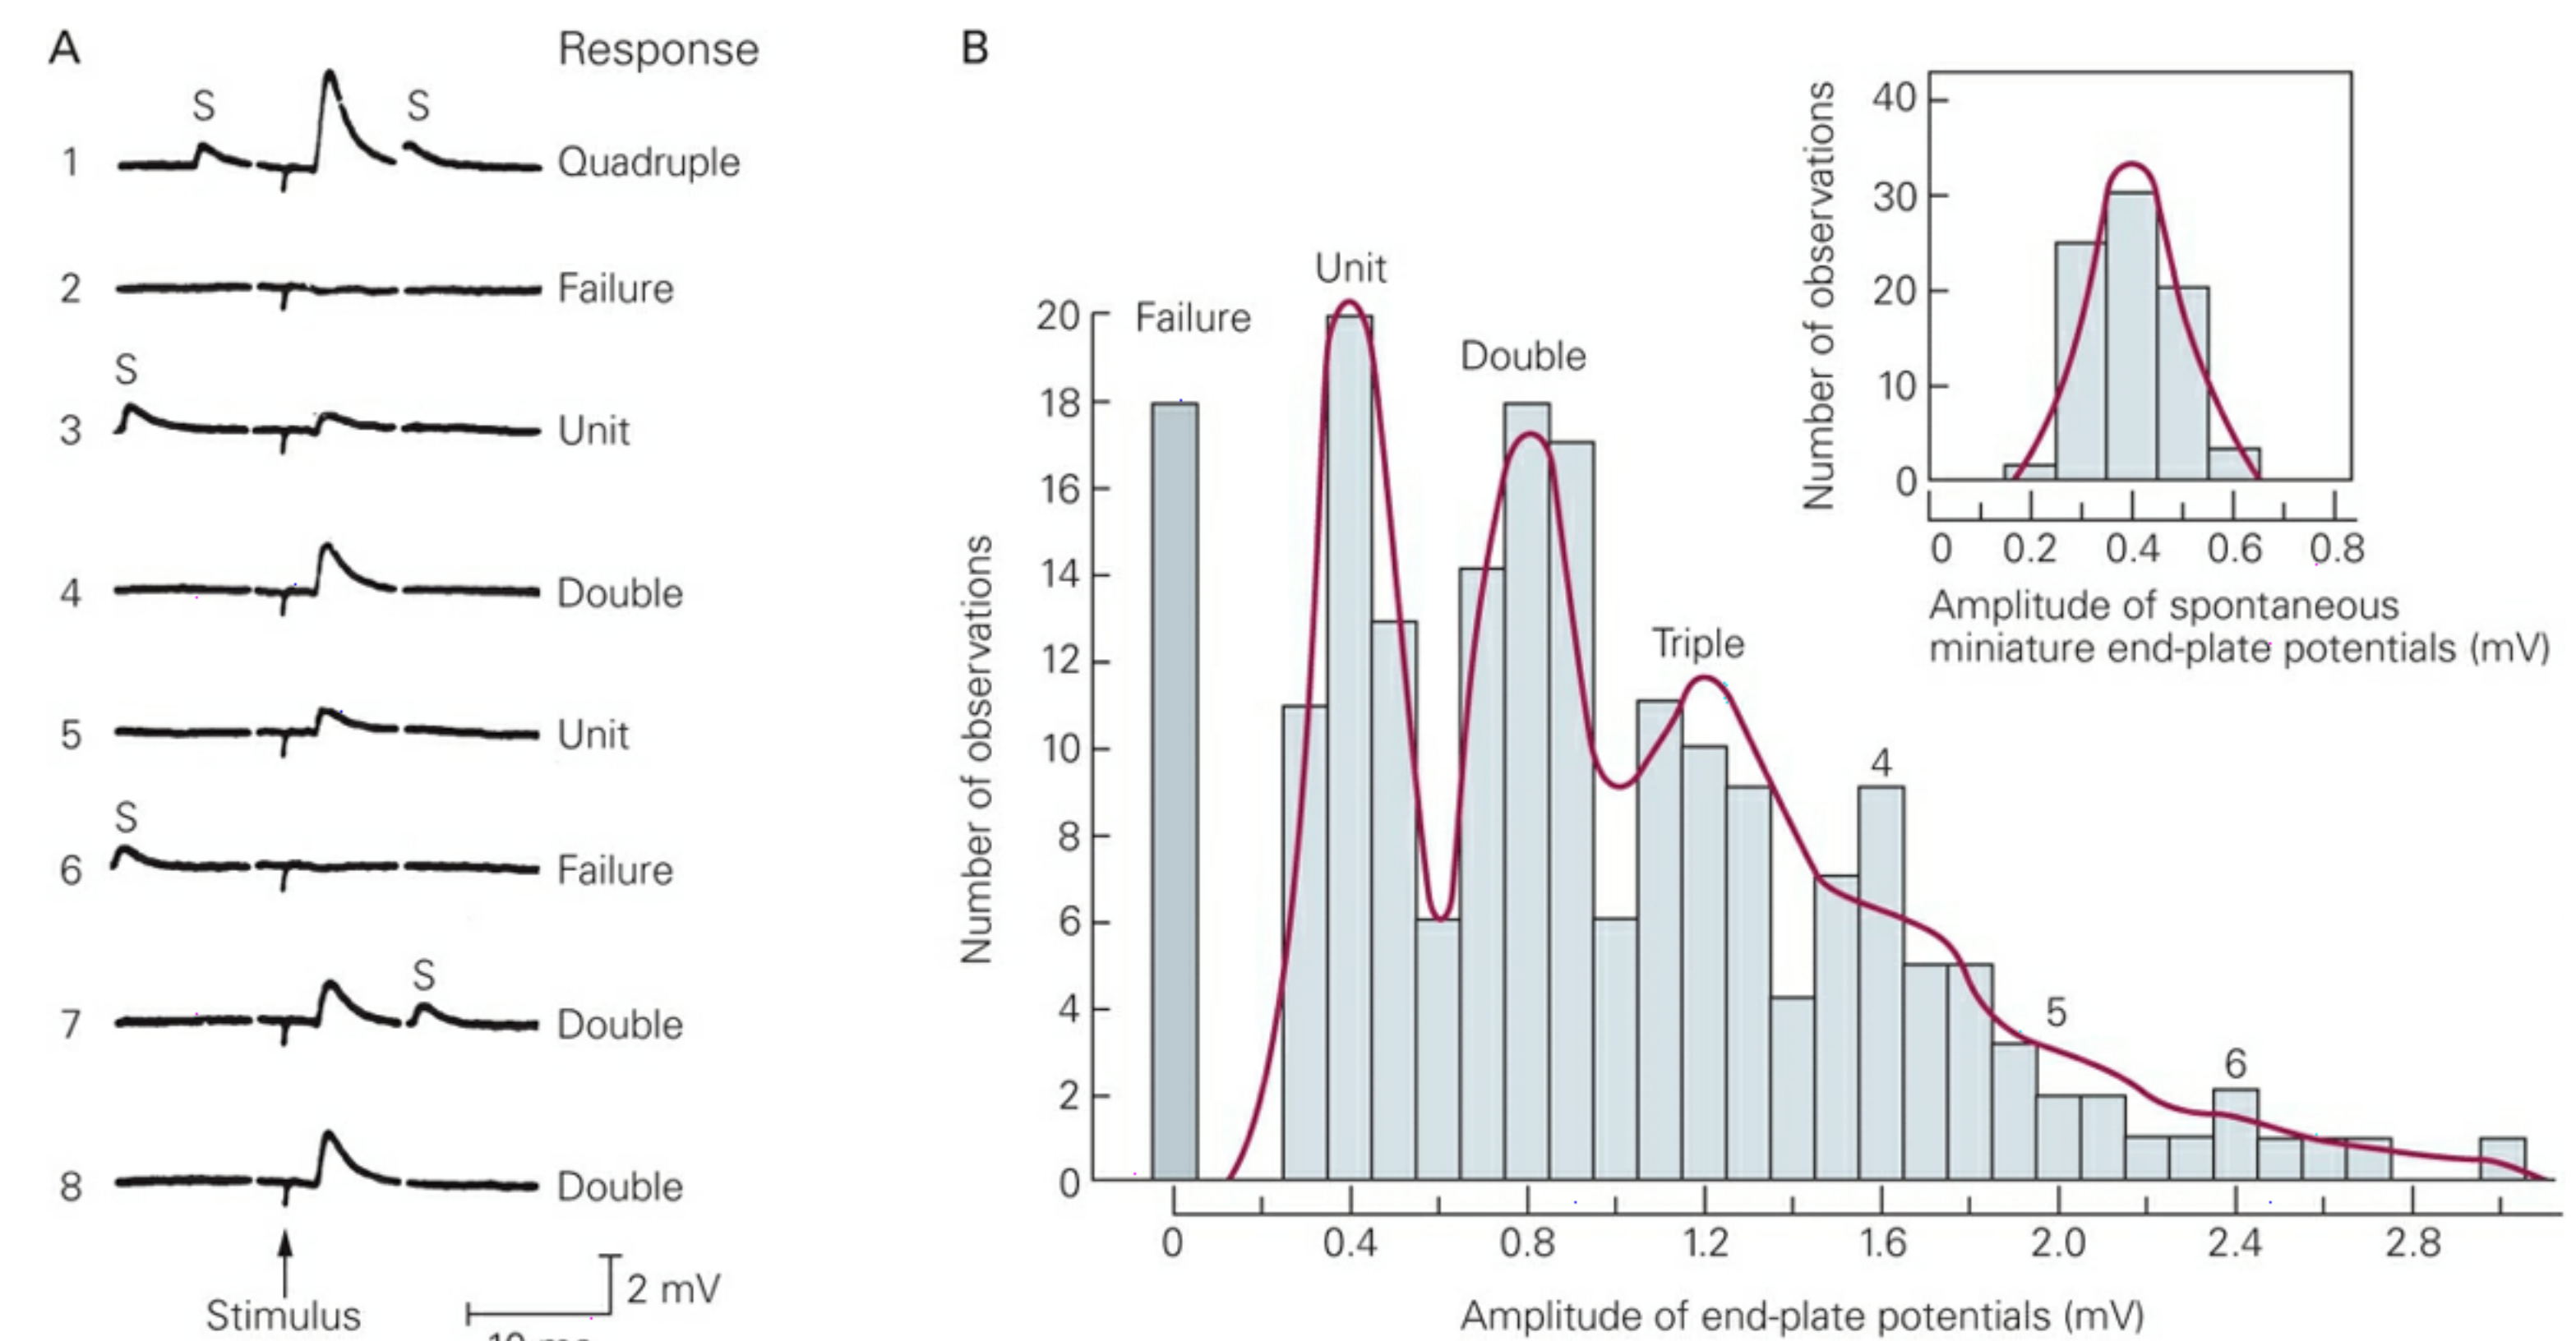 A
Response
S
S
1
Quadruple
2
Failure
S
3
Unit
4
Double
5
Unit
S
6
Failure
S
7
Double
8
Double
Stimulus
2 mV
B
Number of observations
20
18
16
14
12
10
8
6
4
2
0
Failure
Unit
Double
Triple
4
5
6
0 0.4 0.8 1.2 1.6 2.0 2.4 2.8
Amplitude of end-plate potentials (mV)
Number of observations
40
30
20
10
0
0 0.2 0.4 0.6 0.8
Amplitude of spontaneous
miniature end-plate potentials (mV)